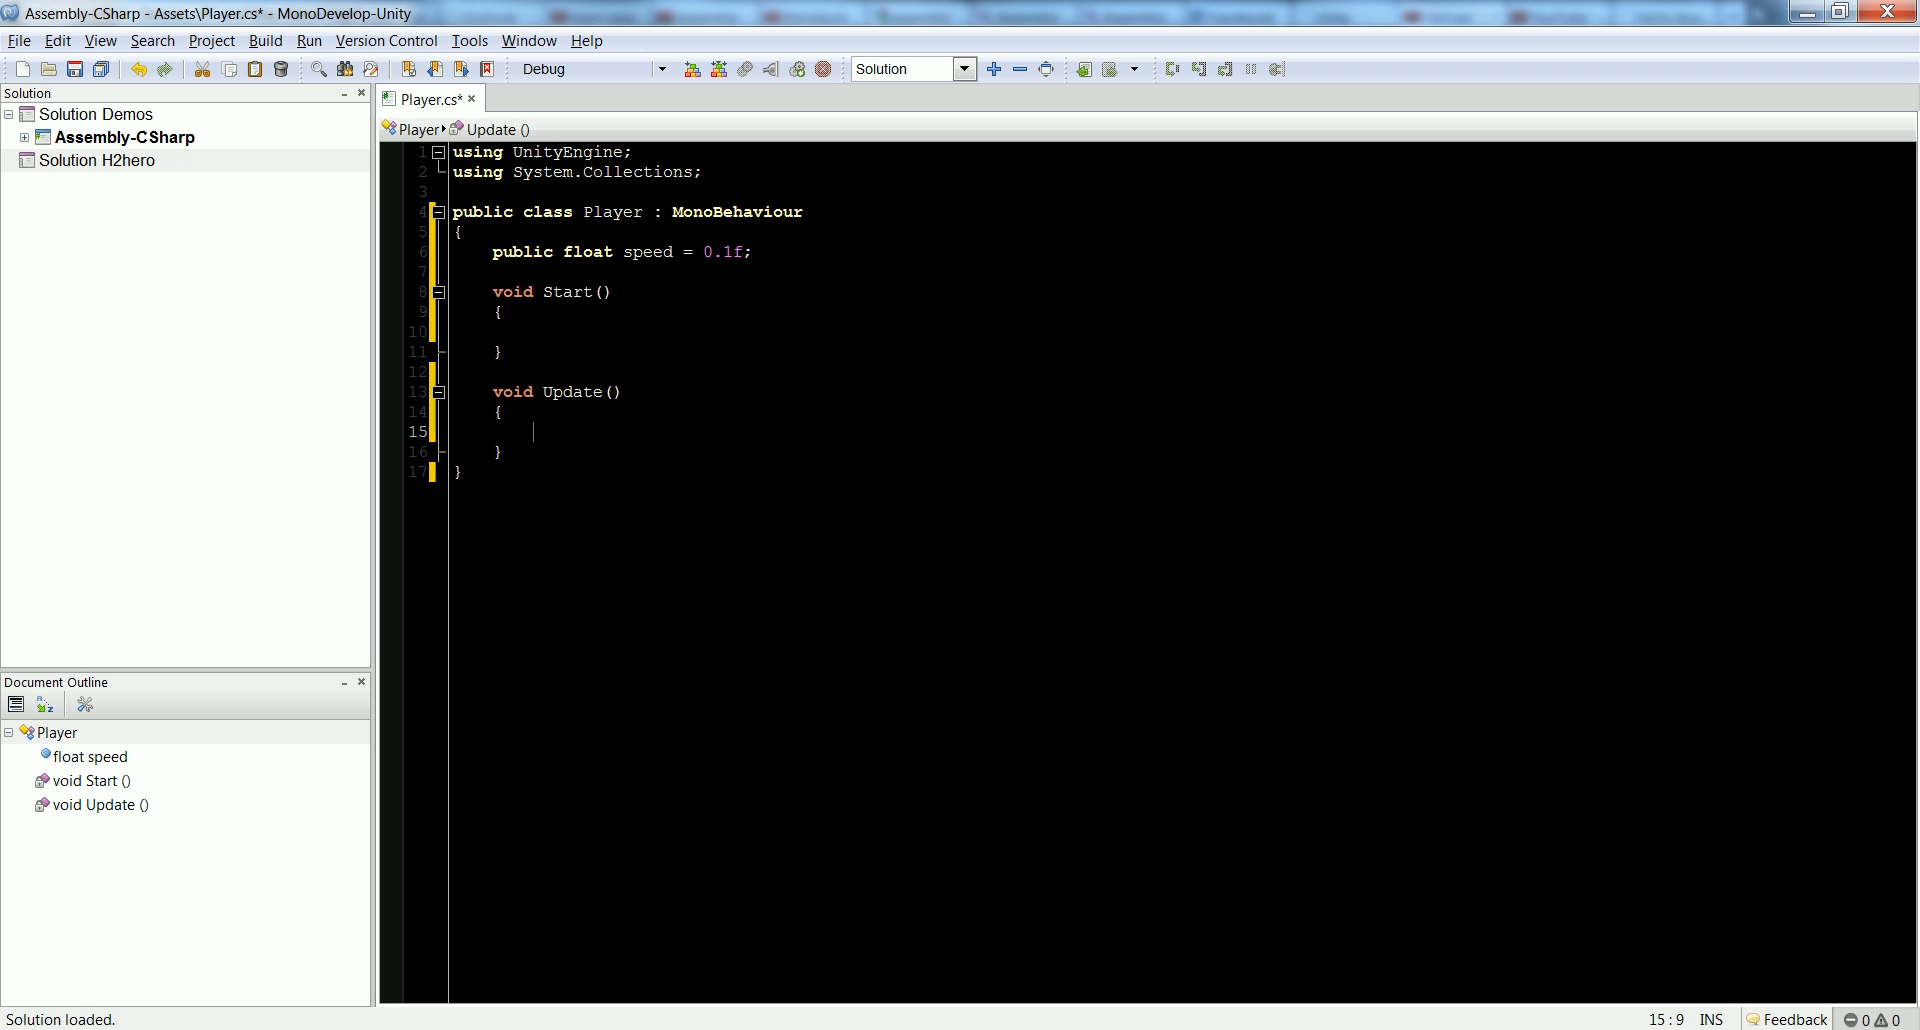 Assembly-CSharp - Assets\Player.cs* - MonoDevelop-Unity
File Edit View Search Project Build Run Version Control Tools Window Help
Debug Solution
Solution
Solution Demos
Assembly-CSharp
Solution H2hero
Player.cs*
Player Update ()
1 using UnityEngine;
2 using System.Collections;
3
4 public class Player : MonoBehaviour
5 {
6 public float speed = 0.1f;
7
8 void Start()
9 {
10
11 }
12
13 void Update()
14 {
15
16 }
17 }
Document Outline
Player
float speed
void Start ()
void Update ()
Solution loaded.
15 : 9 INS Feedback 0 0